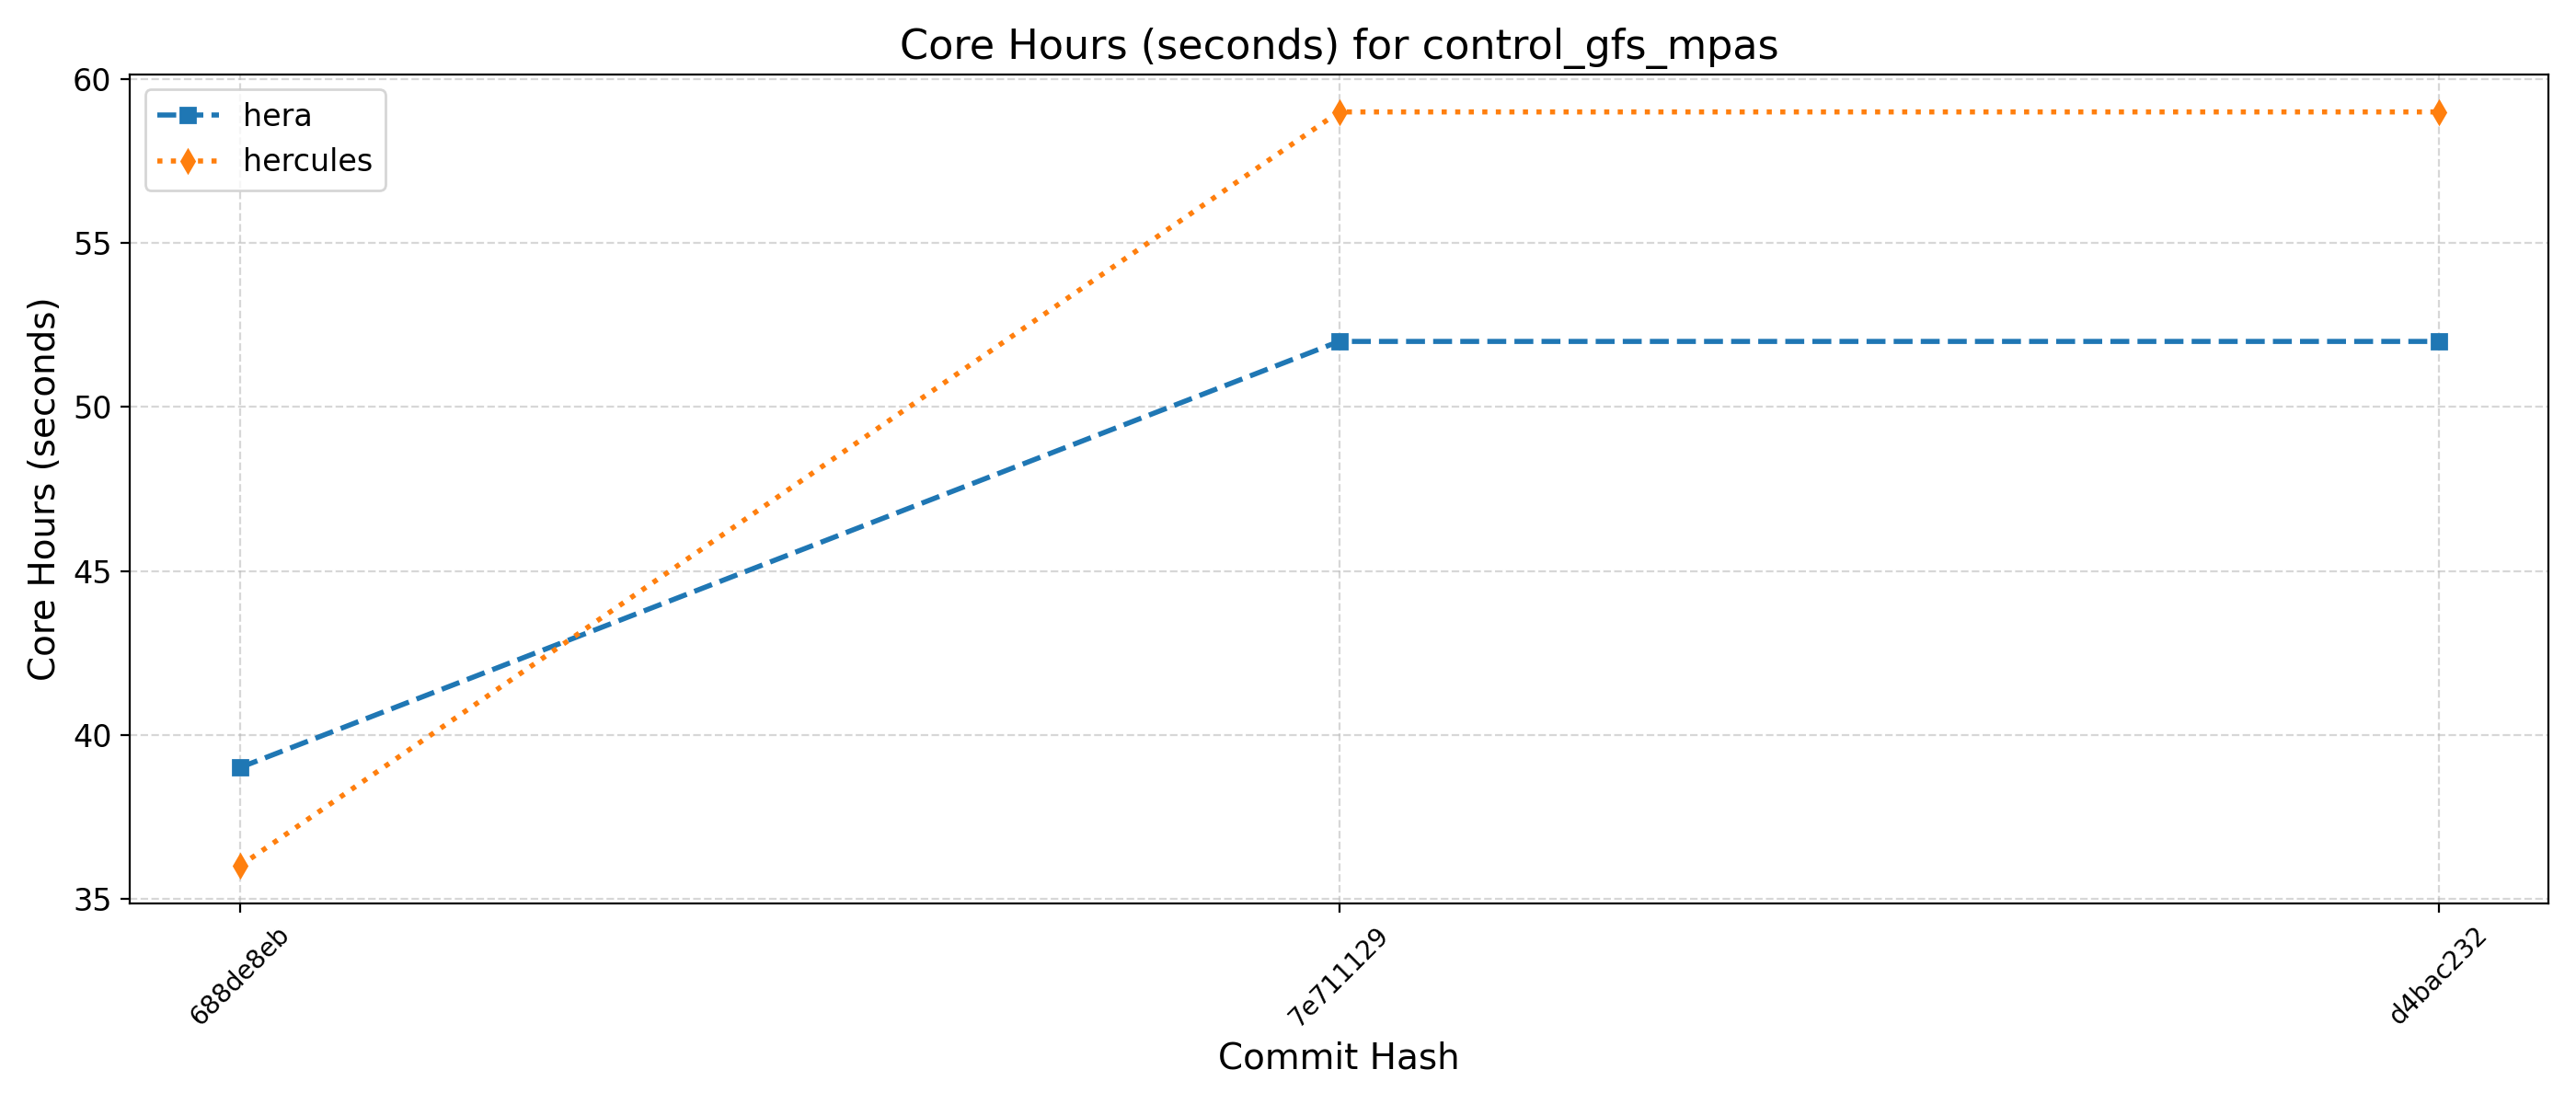 Core Hours (seconds) for control_gfs_mpas
hera
hercules
Core Hours (seconds)
60
55
50
45
40
35
688de8eb
7e711129
d4bac232
Commit Hash